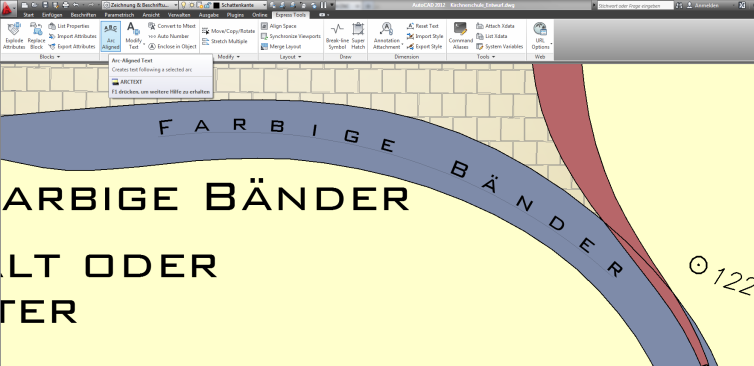 Zeichnung & Beschriftu...
Schattenkante
AutoCAD 2012 Kirchnerschule_Entwurf.dwg
Stichwort oder Frage eingeben
Anmelden
Start Einfügen Beschriften Parametrisch Ansicht Verwalten Ausgabe Plugins Online Express Tools
Explode Attributes
Replace Block
List Properties
Import Attributes
Export Attributes
Blocks
Arc Aligned
Modify Text
Convert to Mtext
Auto Number
Enclose in Object
Move/Copy/Rotate
Stretch Multiple
Modify
Align Space
Synchronize Viewports
Merge Layout
Layout
Break-line Symbol
Super Hatch
Draw
Annotation Attachment
Reset Text
Import Style
Export Style
Dimension
Command Aliases
Attach Xdata
List Xdata
System Variables
Tools
URL Options
Web
Arc-Aligned Text
Creates text following a selected arc
ARCTEXT
F1 drücken, um weitere Hilfe zu erhalten
FARBIGE BÄNDER
ARBIGE BÄNDER
ALT ODER
TER
122